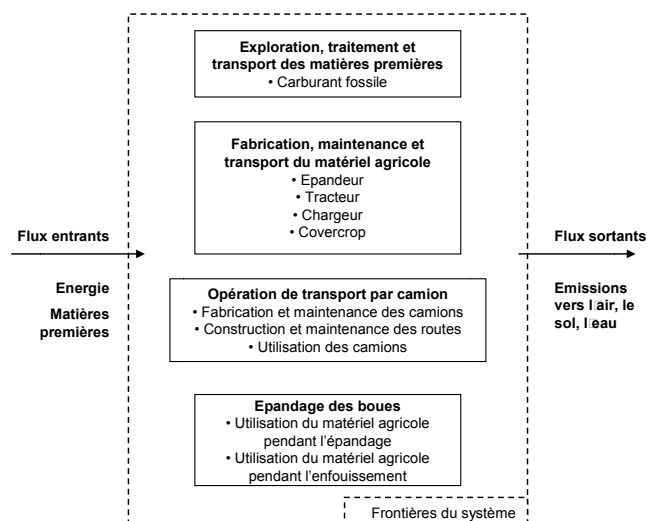 Exploration, traitement et
transport des matières premières
• Carburant fossile
Fabrication, maintenance et
transport du matériel agricole
• Epandeur
• Tracteur
• Chargeur
• Covercrop
Flux entrants
Energie
Matières
premières
Opération de transport par camion
• Fabrication et maintenance des camions
• Construction et maintenance des routes
• Utilisation des camions
Flux sortants
Emissions
vers l□air, le
sol, l□eau
Epandage des boues
• Utilisation du matériel agricole
pendant l'épandage
• Utilisation du matériel agricole
pendant l'enfouissement
Frontières du système